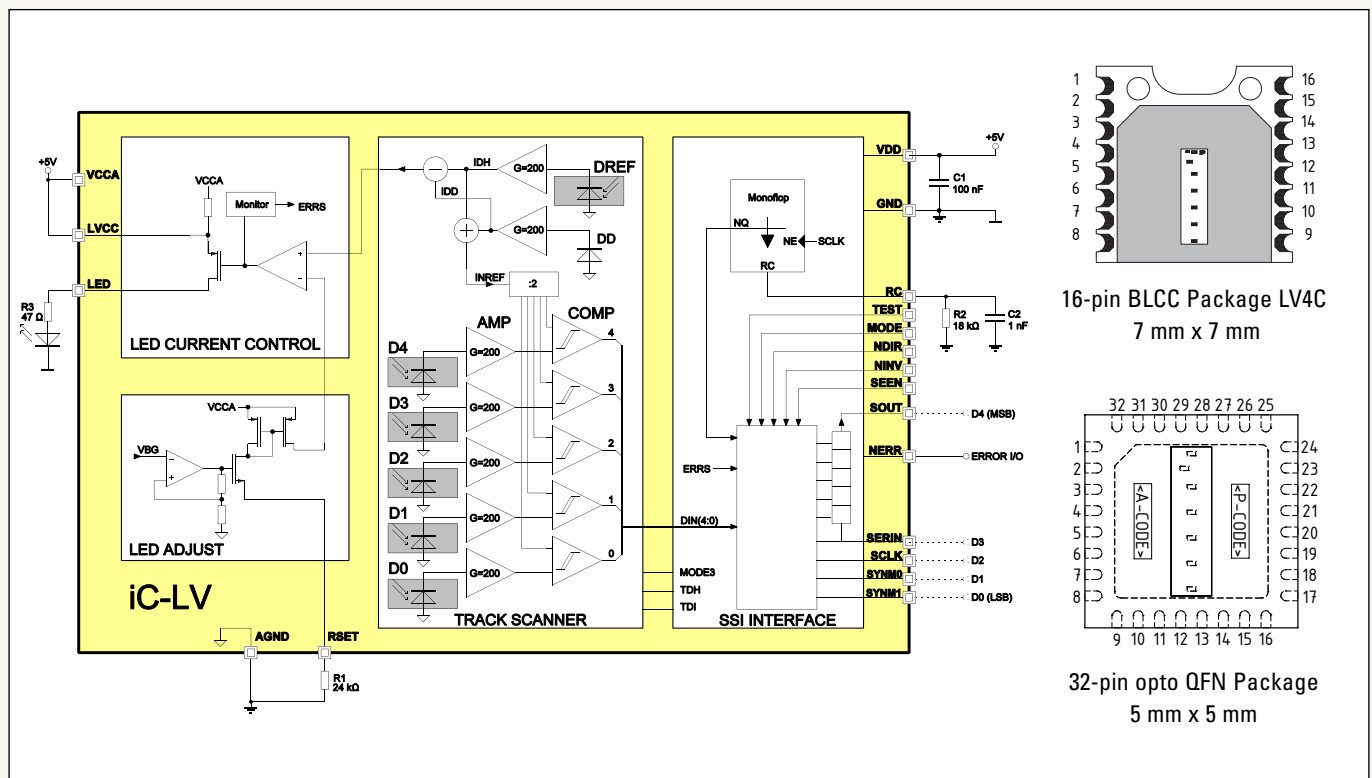 +5V
VCCA
LVCC
LED
R3
47 Ω
VCCA
Monitor
ERRS
+
-
LED CURRENT CONTROL
VCCA
VBG
-
+
LED ADJUST
iC-LV
AGND
RSET
R1
24 kΩ
IDH
G=200
DREF
IDD
G=200
DD
INREF
:2
AMP
COMP
D4
G=200
4
D3
G=200
3
D2
G=200
2
D1
G=200
1
D0
G=200
0
DIN(4:0)
MODE3
TDH
TDI
TRACK SCANNER
Monoflop
NQ
NE
SCLK
RC
ERRS
SSI INTERFACE
VDD
+5V
C1
100 nF
GND
RC
R2
18 kΩ
C2
1 nF
TEST
MODE
NDIR
NINV
SEEN
SOUT
D4 (MSB)
NERR
ERROR I/O
SERIN
D3
SCLK
D2
SYNM0
D1
SYNM1
D0 (LSB)
1 16
2 15
3 14
4 13
5 12
6 11
7 10
8 9
16-pin BLCC Package LV4C
7 mm x 7 mm
32 31 30 29 28 27 26 25
1 24
2 23
3 22
4 21
5 20
6 19
7 18
8 17
<A-CODE>
<P-CODE>
9 10 11 12 13 14 15 16
32-pin opto QFN Package
5 mm x 5 mm